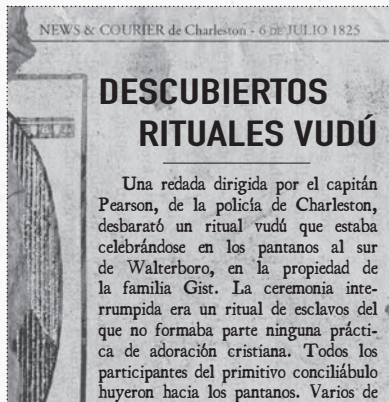 NEWS & COURIER de Charleston - 6 DE JULIO 1825
DESCUBIERTOS
RITUALES VUDÚ
Una redada dirigida por el capitán
Pearson, de la policía de Charleston,
desbarató un ritual vudú que estaba
celebrándose en los pantanos al sur
de Walterboro, en la propiedad de
la familia Gist. La ceremonia inte-
rrumpida era un ritual de esclavos del
que no formaba parte ninguna prácti-
ca de adoración cristiana. Todos los
participantes del primitivo conciliábulo
huyeron hacia los pantanos. Varios de